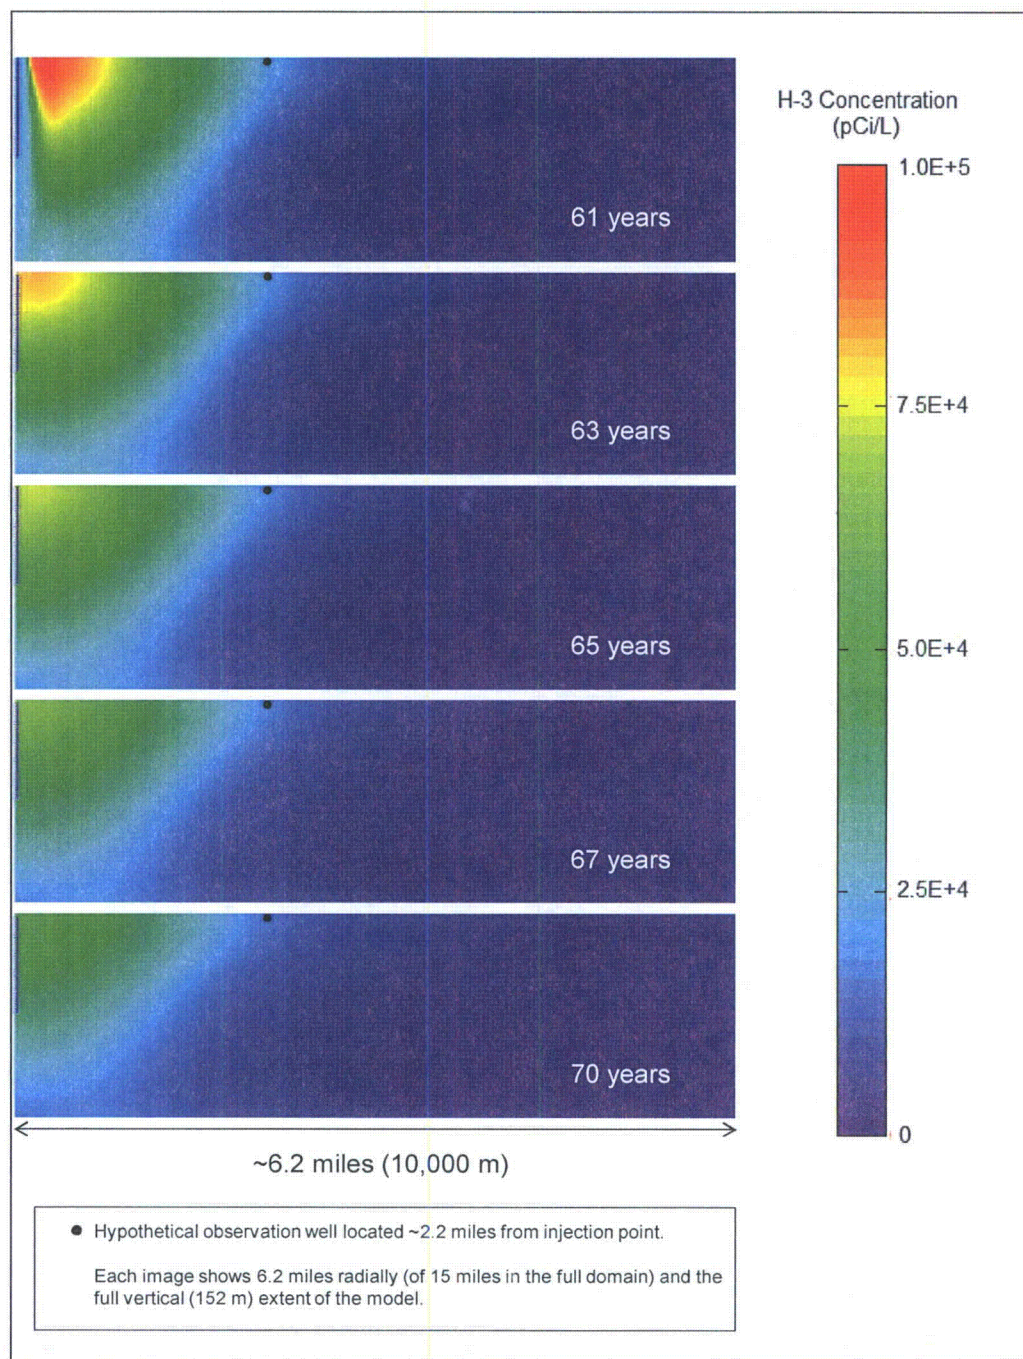 H-3 Concentration
(pCi/L)
1.0E+5
61 years
7.5E+4
63 years
65 years
5.0E+4
67 years
2.5E+4
70 years
0
~6.2 miles (10,000 m)
● Hypothetical observation well located ~2.2 miles from injection point.
Each image shows 6.2 miles radially (of 15 miles in the full domain) and the
full vertical (152 m) extent of the model.